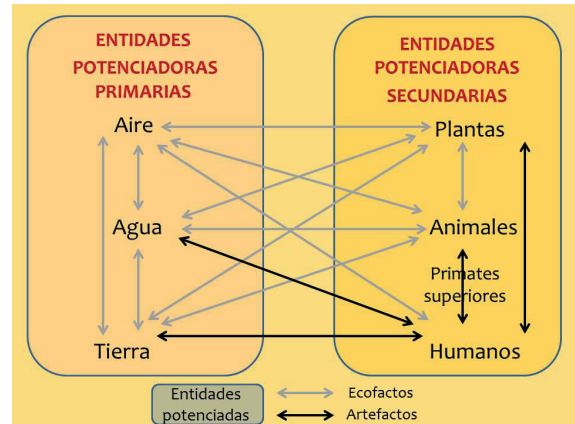 ENTIDADES
POTENCIADORAS
PRIMARIAS
Aire
Agua
Tierra
ENTIDADES
POTENCIADORAS
SECUNDARIAS
Plantas
Animales
Primates
superiores
Humanos
Entidades
potenciadas
Ecofactos
Artefactos